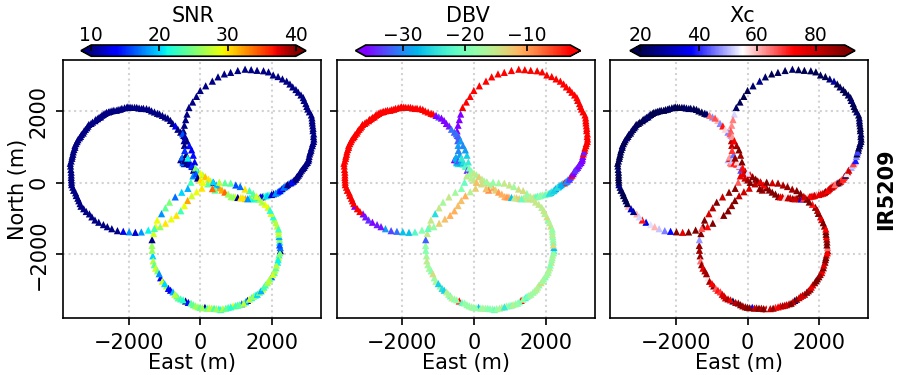 SNR DBV Xc
10 20 30 40 −30 −20 −10 20 40 60 80
2000
0
−2000
North (m)
IR5209
−2000 0 2000 −2000 0 2000 −2000 0 2000
East (m) East (m) East (m)